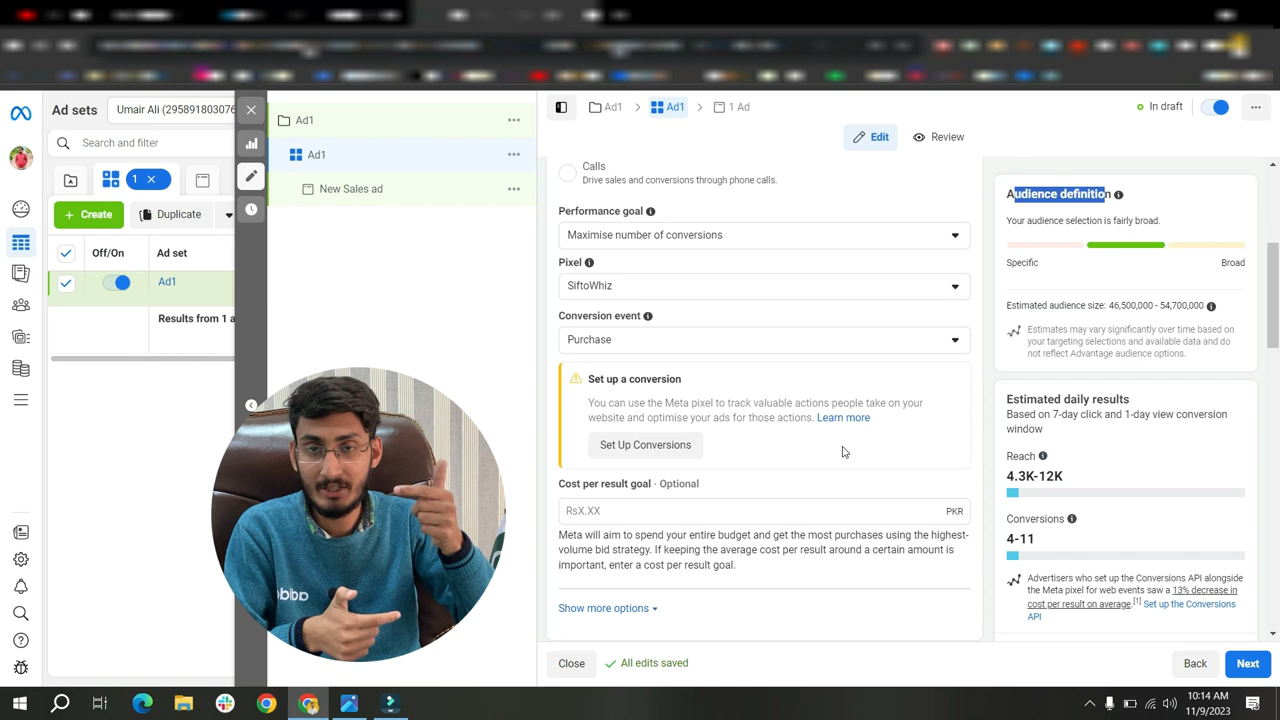 Ad sets
Umair Ali (295891803076
Search and filter
1
Create
Duplicate
Off/On
Ad set
Ad1
Results from 1 a
Ad1
Ad1
New Sales ad
Ad1
Ad1
1 Ad
In draft
Edit
Review
Calls
Drive sales and conversions through phone calls.
Performance goal
Maximise number of conversions
Pixel
SiftoWhiz
Conversion event
Purchase
Set up a conversion
You can use the Meta pixel to track valuable actions people take on your
website and optimise your ads for those actions. Learn more
Set Up Conversions
Cost per result goal · Optional
RsX.XX
PKR
Meta will aim to spend your entire budget and get the most purchases using the highest-
volume bid strategy. If keeping the average cost per result around a certain amount is
important, enter a cost per result goal.
Show more options
Audience definition
Your audience selection is fairly broad.
Specific
Broad
Estimated audience size: 46,500,000 - 54,700,000
Estimates may vary significantly over time based on
your targeting selections and available data and do
not reflect Advantage audience options.
Estimated daily results
Based on 7-day click and 1-day view conversion
window
Reach
4.3K-12K
Conversions
4-11
Advertisers who set up the Conversions API alongside
the Meta pixel for web events saw a 13% decrease in
cost per result on average.[1] Set up the Conversions
API
Close
All edits saved
Back
Next
10:14 AM
11/9/2023